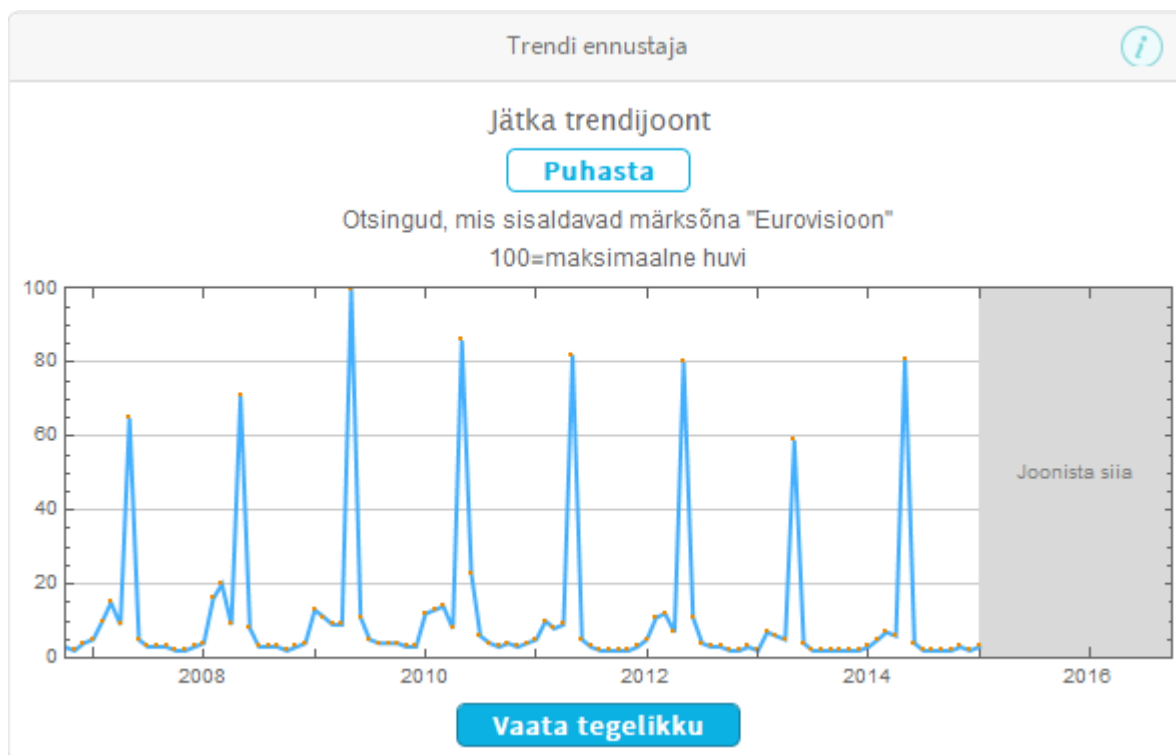 Trendi ennustaja
i
Jätka trendijoont
Puhasta
Otsingud, mis sisaldavad märksõna "Eurovisioon"
100=maksimaalne huvi
100
80
60
40
20
0
Joonista siia
2008 2010 2012 2014 2016
Vaata tegelikku